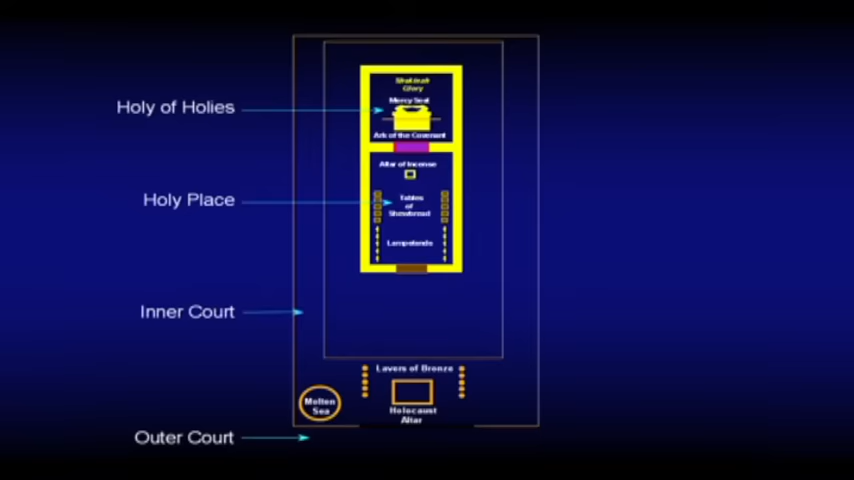 Shekinah
Glory
Mercy Seat
Holy of Holies
Ark of the Covenant
Altar of Incense
Holy Place
Tables
of
Shewbread
Lampstands
Inner Court
Lavers of Bronze
Molten
Sea
Holocaust
Altar
Outer Court